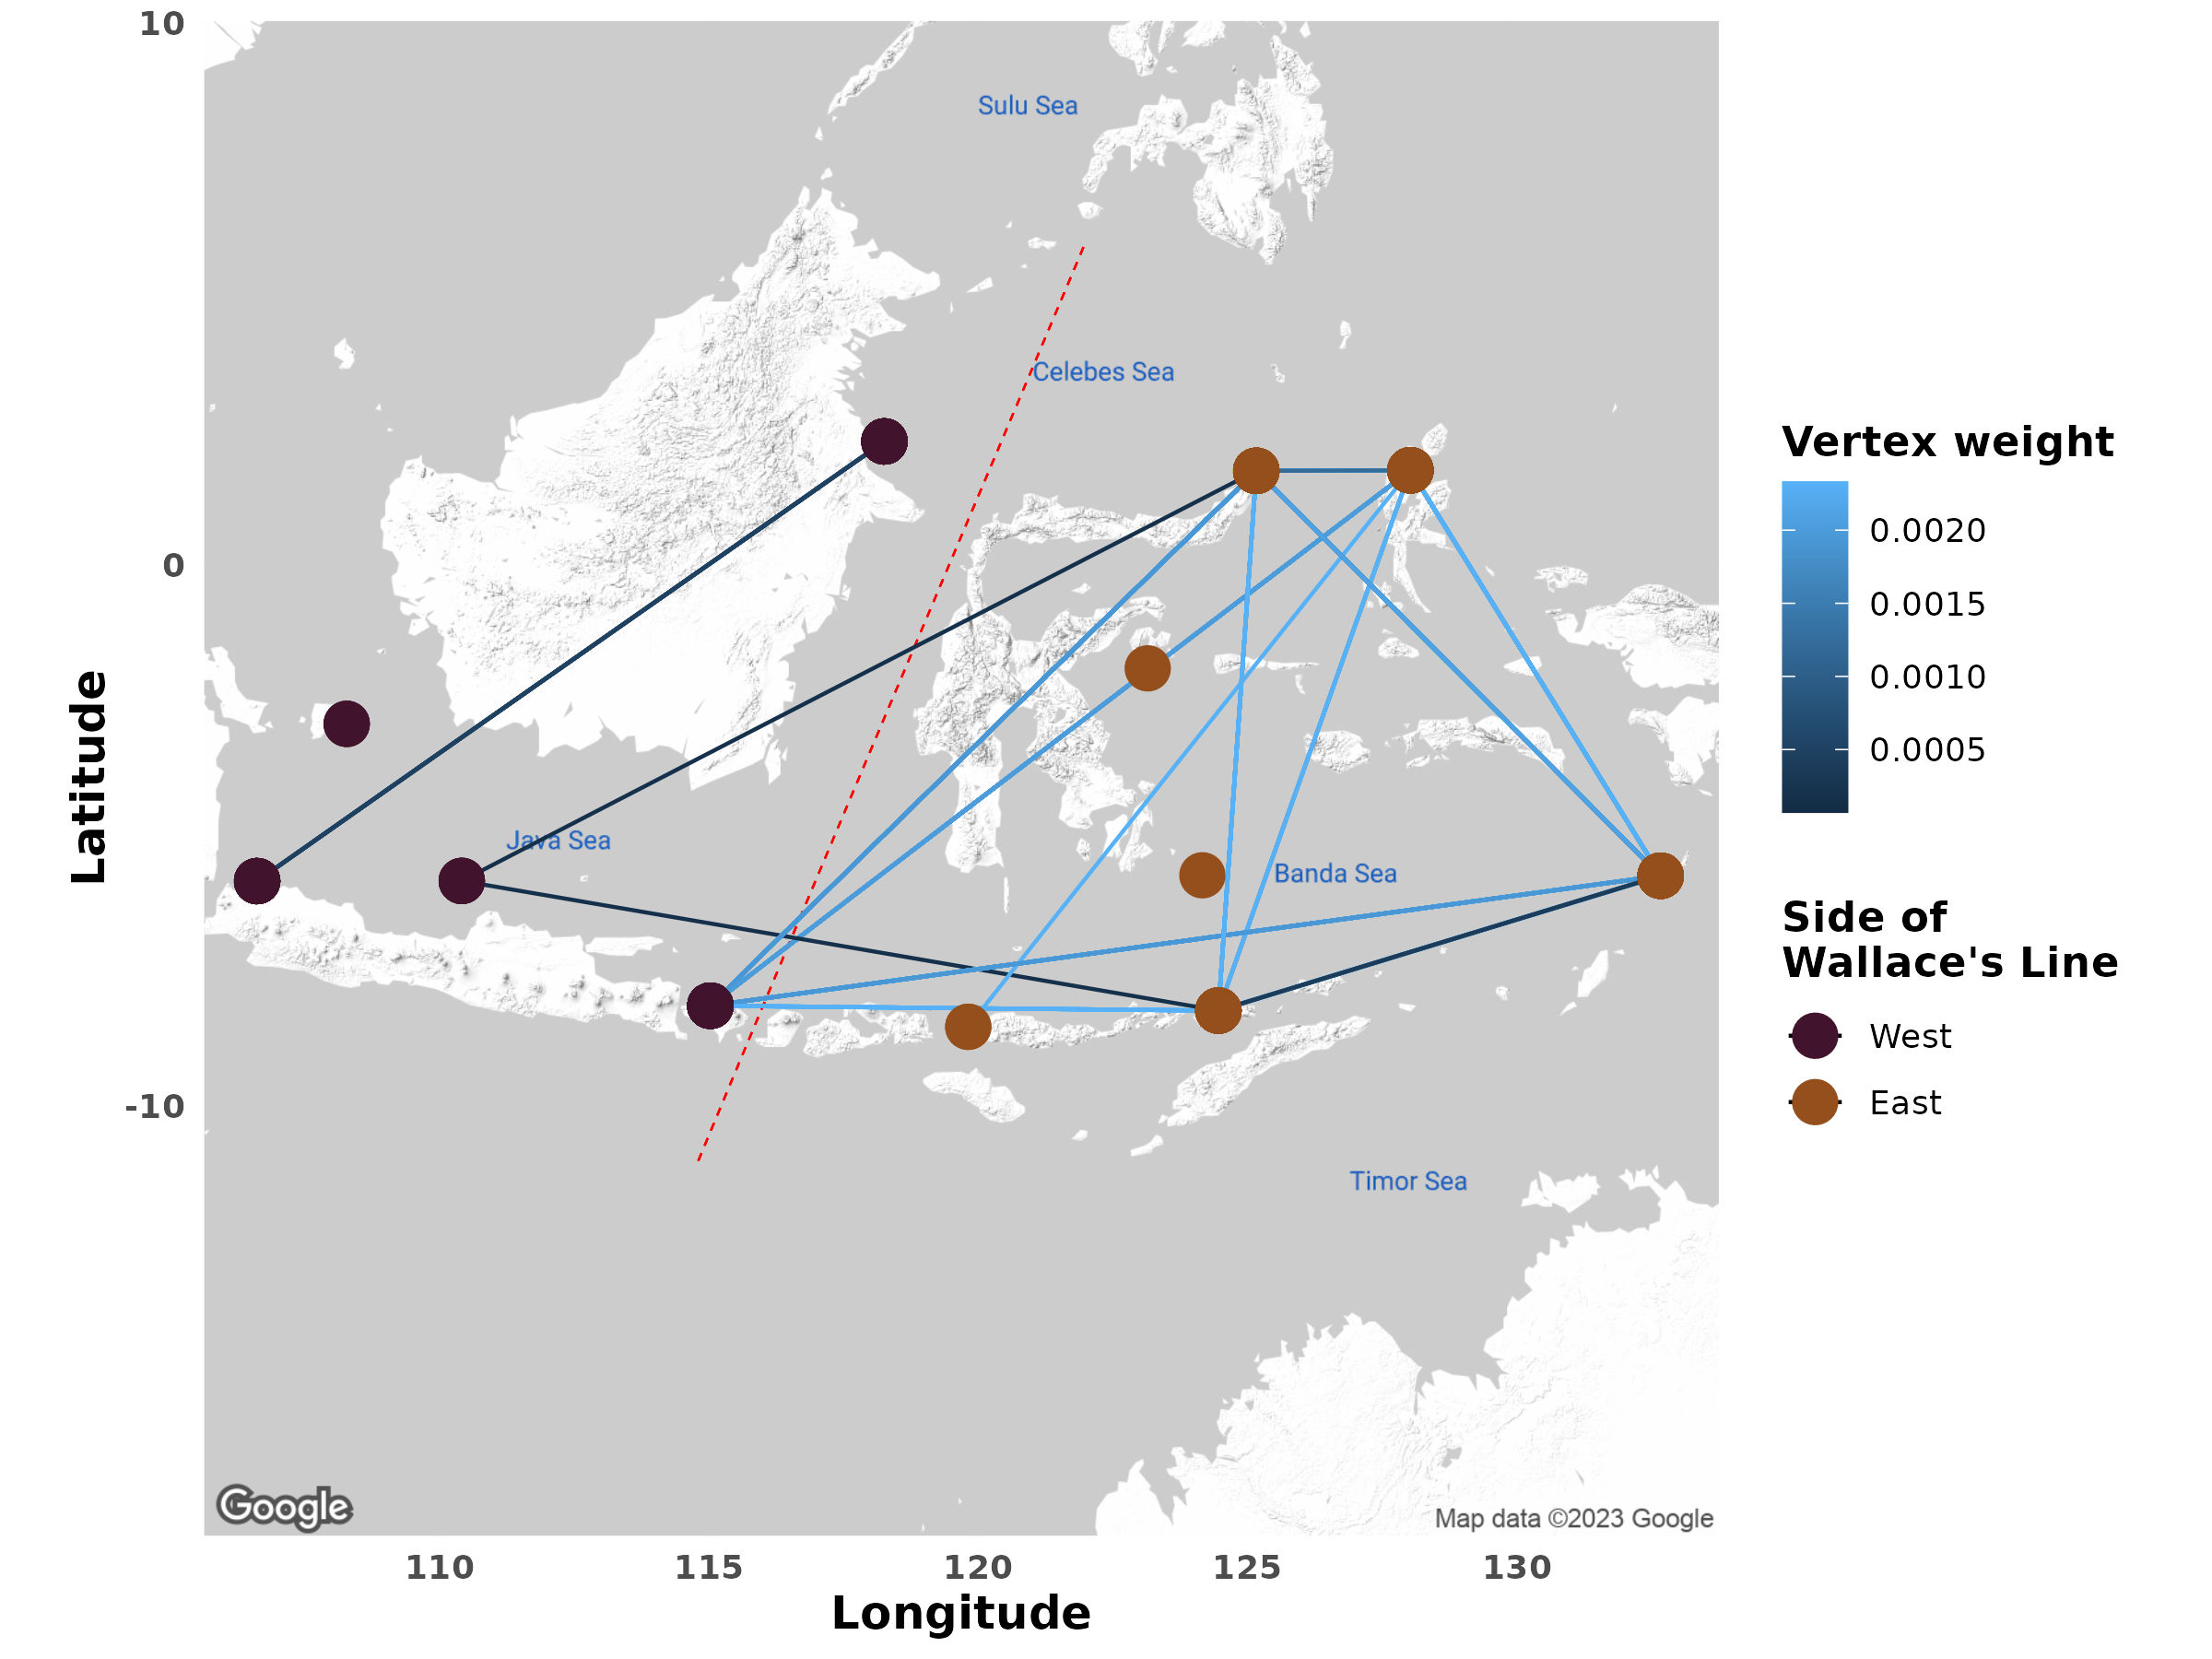 10
0
-10
Latitude
Sulu Sea
Celebes Sea
Java Sea
Banda Sea
Timor Sea
Google
Map data ©2023 Google
110
115
120
125
130
Longitude
Vertex weight
0.0020
0.0015
0.0010
0.0005
Side of
Wallace's Line
West
East